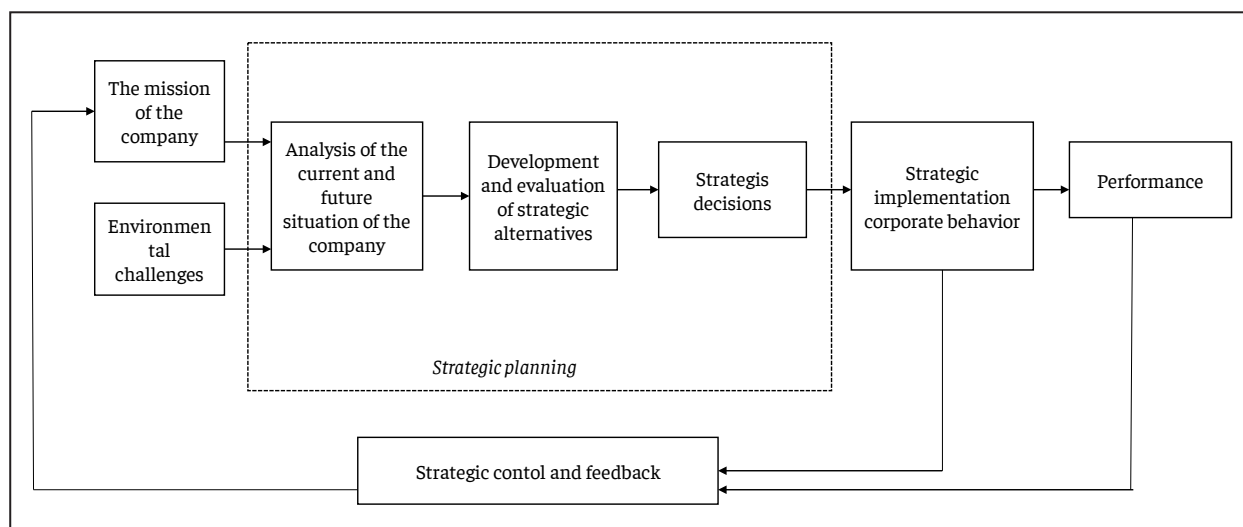 The mission
of the
company
Environmen
tal
challenges
Analysis of the
current and
future
situation of the
company
Development
and evaluation
of strategic
alternatives
Strategis
decisions
Strategic
implementation
corporate behavior
Performance
Strategic planning
Strategic contol and feedback